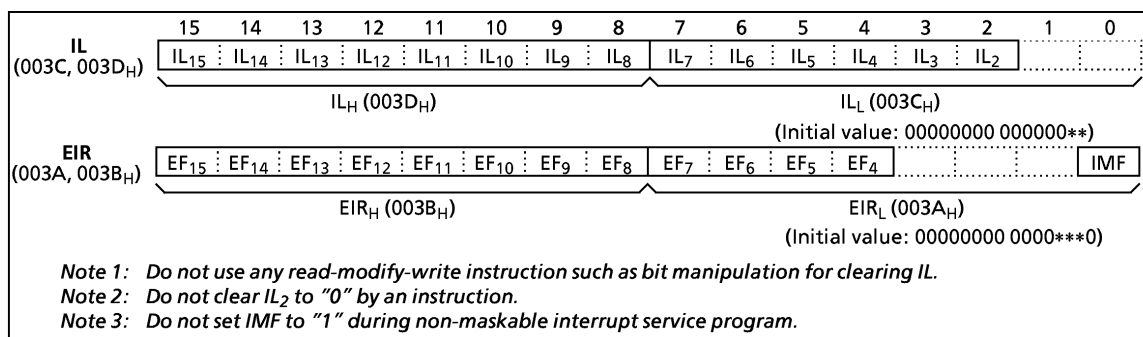 15 14 13 12 11 10 9 8 7 6 5 4 3 2 1 0
IL IL15 IL14 IL13 IL12 IL11 IL10 IL9 IL8 IL7 IL6 IL5 IL4 IL3 IL2
(003C, 003DH)
ILH (003DH) ILL (003CH)
(Initial value: 00000000 000000**)
EIR EF15 EF14 EF13 EF12 EF11 EF10 EF9 EF8 EF7 EF6 EF5 EF4 IMF
(003A, 003BH)
EIRH (003BH) EIRL (003AH)
(Initial value: 00000000 0000***0)
Note 1: Do not use any read-modify-write instruction such as bit manipulation for clearing IL.
Note 2: Do not clear IL2 to "0" by an instruction.
Note 3: Do not set IMF to "1" during non-maskable interrupt service program.